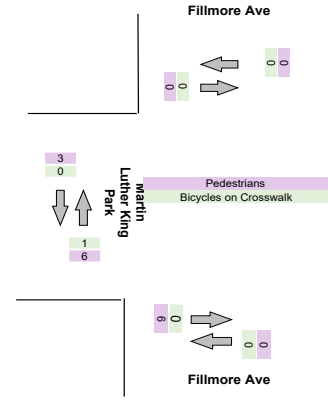 Fillmore Ave
0 0
0 0
3
0
Martin
Luther King
Park
Pedestrians
Bicycles on Crosswalk
1
6
6 0
0 0
Fillmore Ave